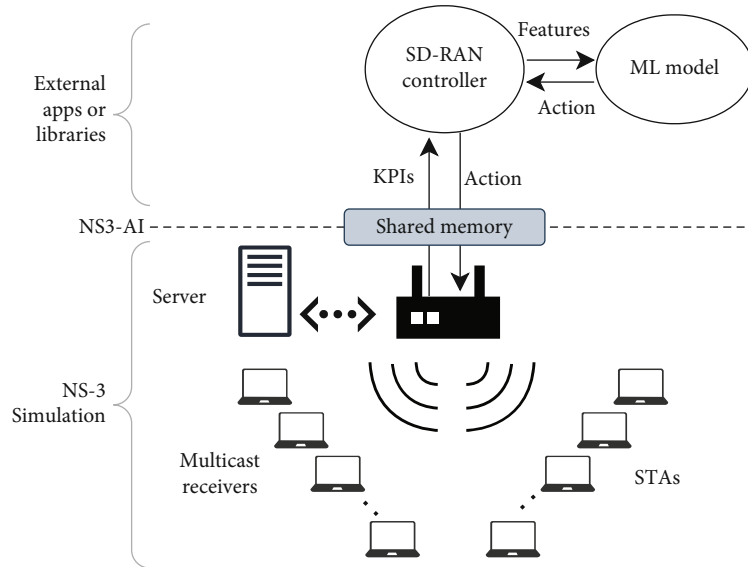 Features
SD-RAN
controller
ML model
Action
External
apps or
libraries
KPIs
Action
NS3-AI
Shared memory
Server
NS-3
Simulation
Multicast
receivers
STAs